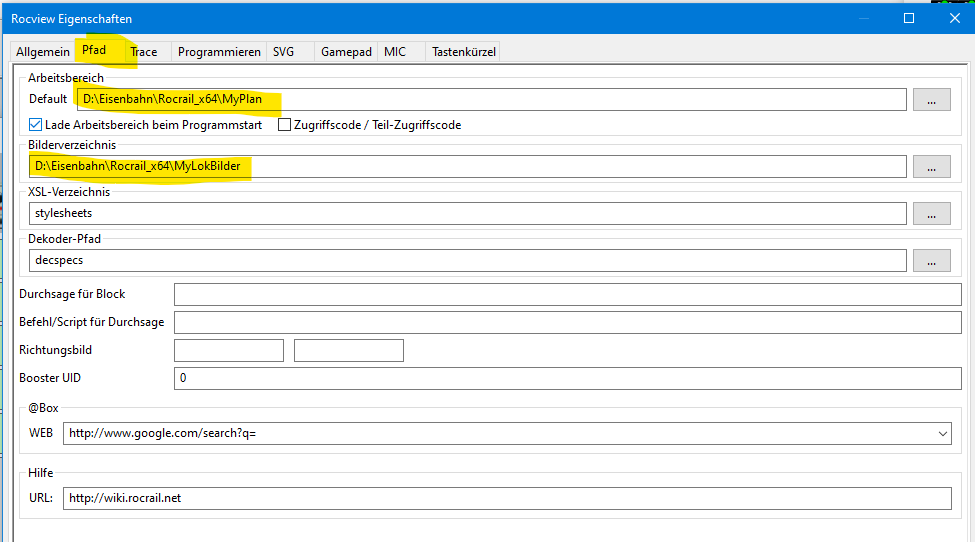 Rocview Eigenschaften
Allgemein Pfad Trace Programmieren SVG Gamepad MIC Tastenkürzel
Arbeitsbereich
Default D:\Eisenbahn\Rocrail_x64\MyPlan ...
Lade Arbeitsbereich beim Programmstart Zugriffscode / Teil-Zugriffscode
Bilderverzeichnis
D:\Eisenbahn\Rocrail_x64\MyLokBilder ...
XSL-Verzeichnis
stylesheets ...
Dekoder-Pfad
decspecs ...
Durchsage für Block
Befehl/Script für Durchsage
Richtungsbild
Booster UID 0
@Box
WEB http://www.google.com/search?q=
Hilfe
URL: http://wiki.rocrail.net